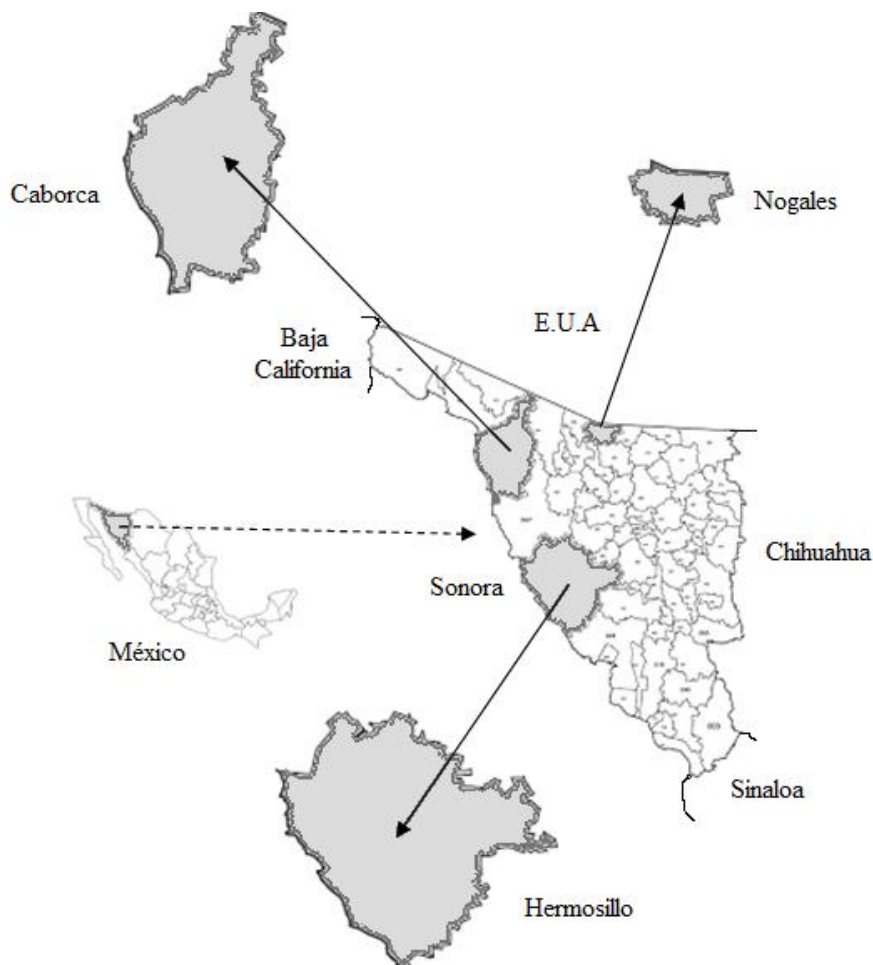 Caborca
Nogales
E.U.A
Baja
California
Chihuahua
Sonora
México
Sinaloa
Hermosillo